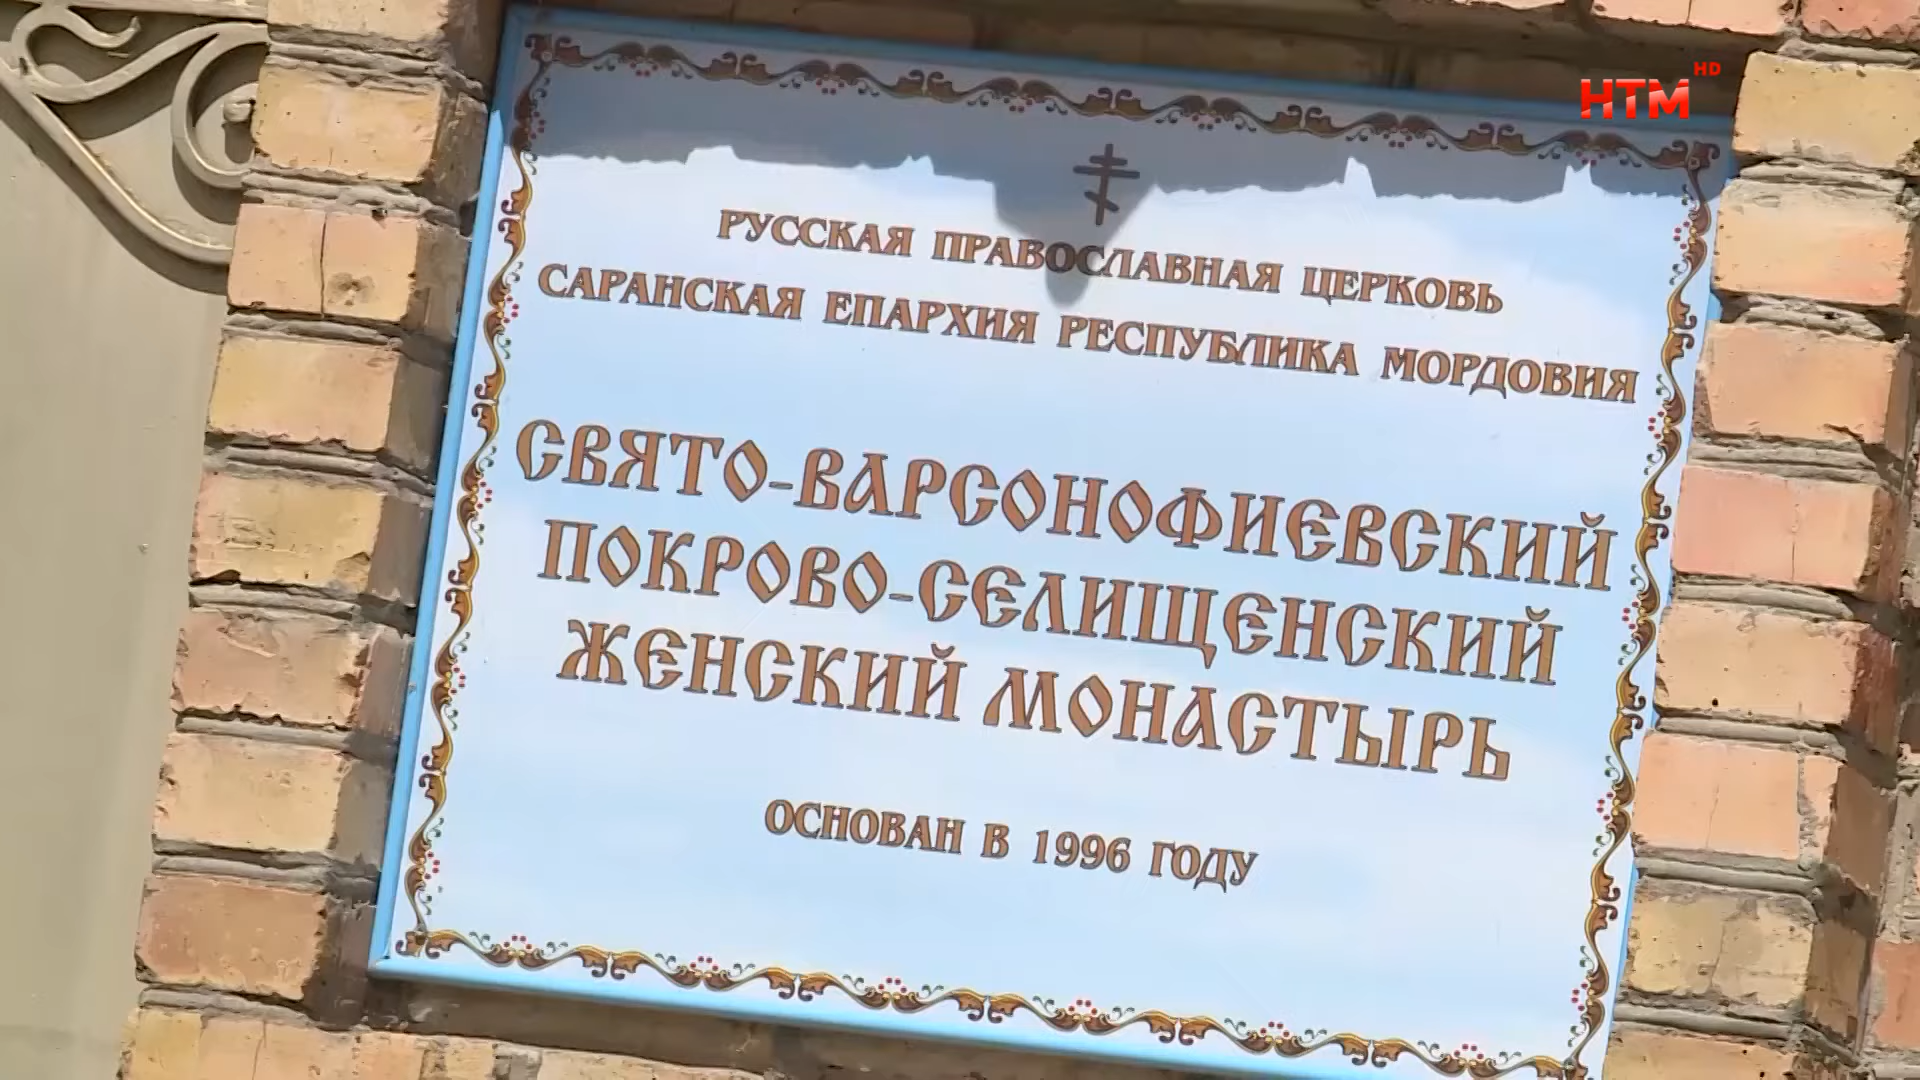 НТМ HD
РУССКАЯ ПРАВОСЛАВНАЯ ЦЕРКОВЬ
САРАНСКАЯ ЕПАРХИЯ РЕСПУБЛИКА МОРДОВИЯ
СВЯТО-ВАРСОНОФИЕВСКИЙ
ПОКРОВО-СЕЛИЩЕНСКИЙ
ЖЕНСКИЙ МОНАСТЫРЬ
ОСНОВАН В 1996 ГОДУ